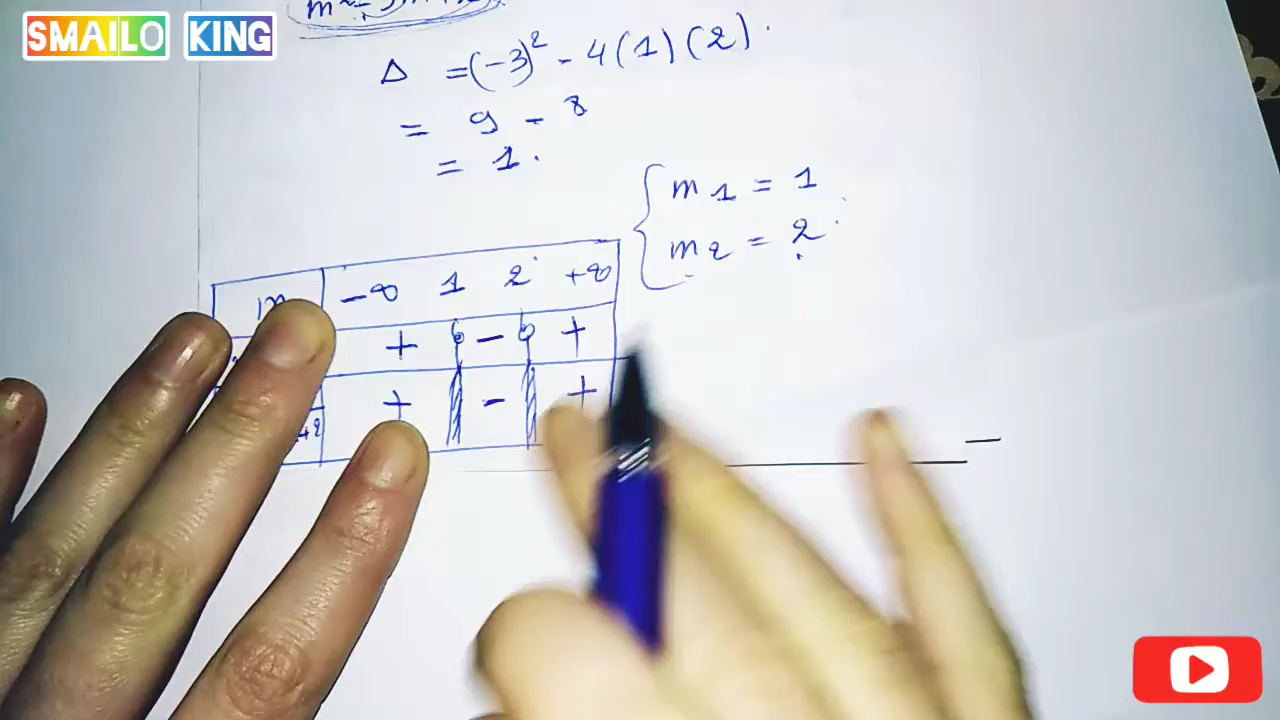 SMAILO KING
Δ = (-3)² - 4(1)(2).
= 9 - 8
= 1.
m1 = 1
m2 = 2
m -∞ 1 2 +∞
+ 0 - 0 +
+ - +